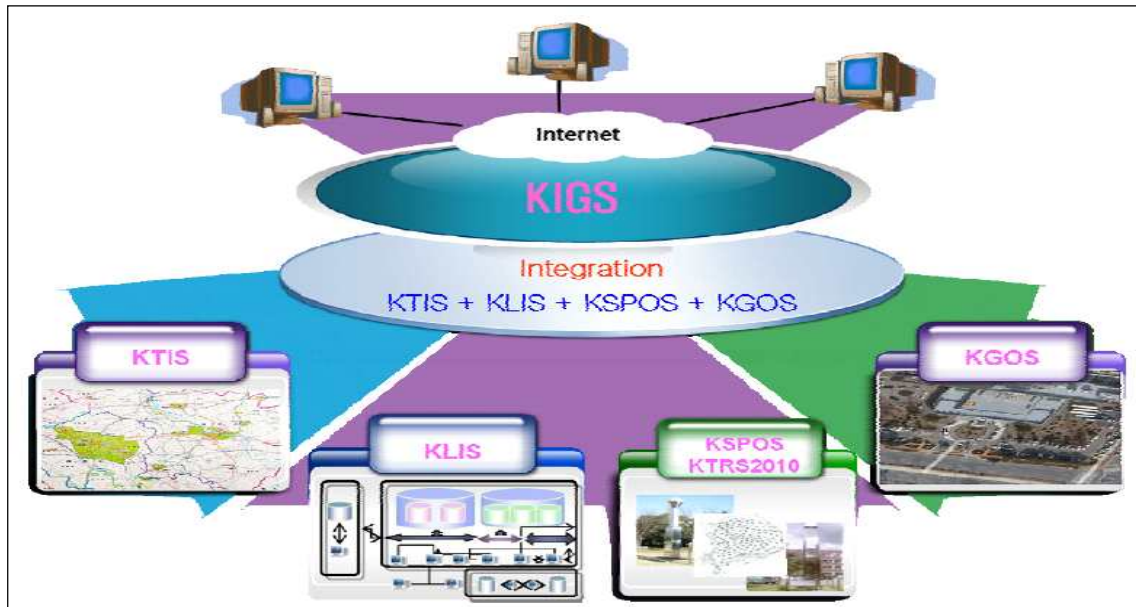 Internet
KIGS
Integration
KTIS + KLIS + KSPOS + KGOS
KTIS
KGOS
KLIS
KSPOS
KTRS2010